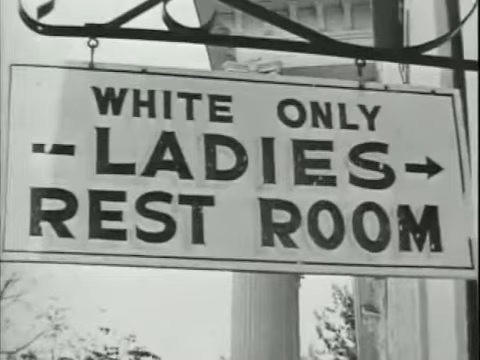 WHITE ONLY
- LADIES →
REST ROOM